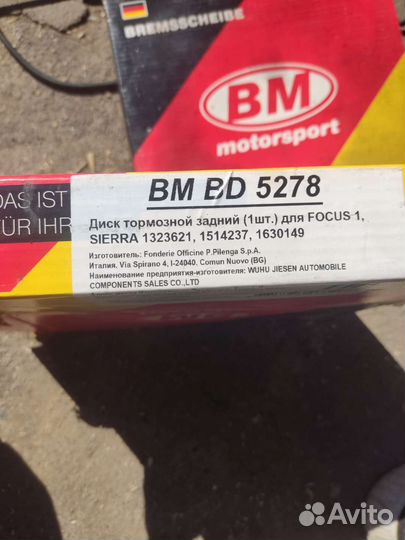 BREMSSCHEIBE
BM
motorsport
DAS IST
FÜR IHR
BM BD 5278
Диск тормозной задний (1шт.) для FOCUS 1,
SIERRA 1323621, 1514237, 1630149
Изготовитель: Fonderie Officine P.Pilenga S.p.A.
Италия, Via Spirano 4, I-24040, Comun Nuovo (BG)
Наименование предприятия-изготовителя: WUHU JIESEN AUTOMOBILE
COMPONENTS SALES CO.,LTD
Avito